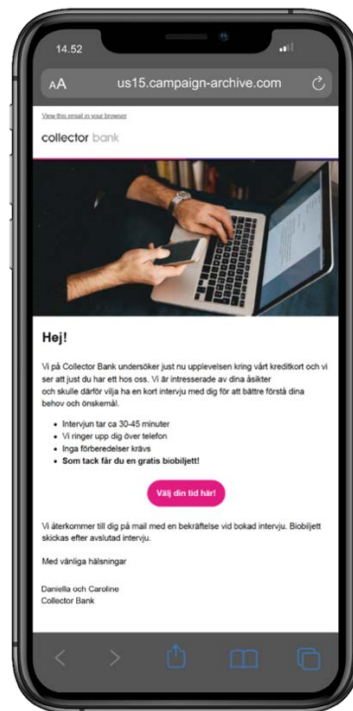 14.52
AA us15.campaign-archive.com
View this email in your browser
collector bank
Hej!
Vi på Collector Bank undersöker just nu upplevelsen kring vårt kreditkort och vi
ser att just du har ett hos oss. Vi är intresserade av dina åsikter
och skulle därför vilja ha en kort intervju med dig för att bättre förstå dina
behov och önskemål.
• Intervjun tar ca 30-45 minuter
• Vi ringer upp dig över telefon
• Inga förberedelser krävs
• Som tack får du en gratis biobiljett!
Välj din tid här!
Vi återkommer till dig på mail med en bekräftelse vid bokad intervju. Biobiljett
skickas efter avslutad intervju.
Med vänliga hälsningar
Daniella och Caroline
Collector Bank